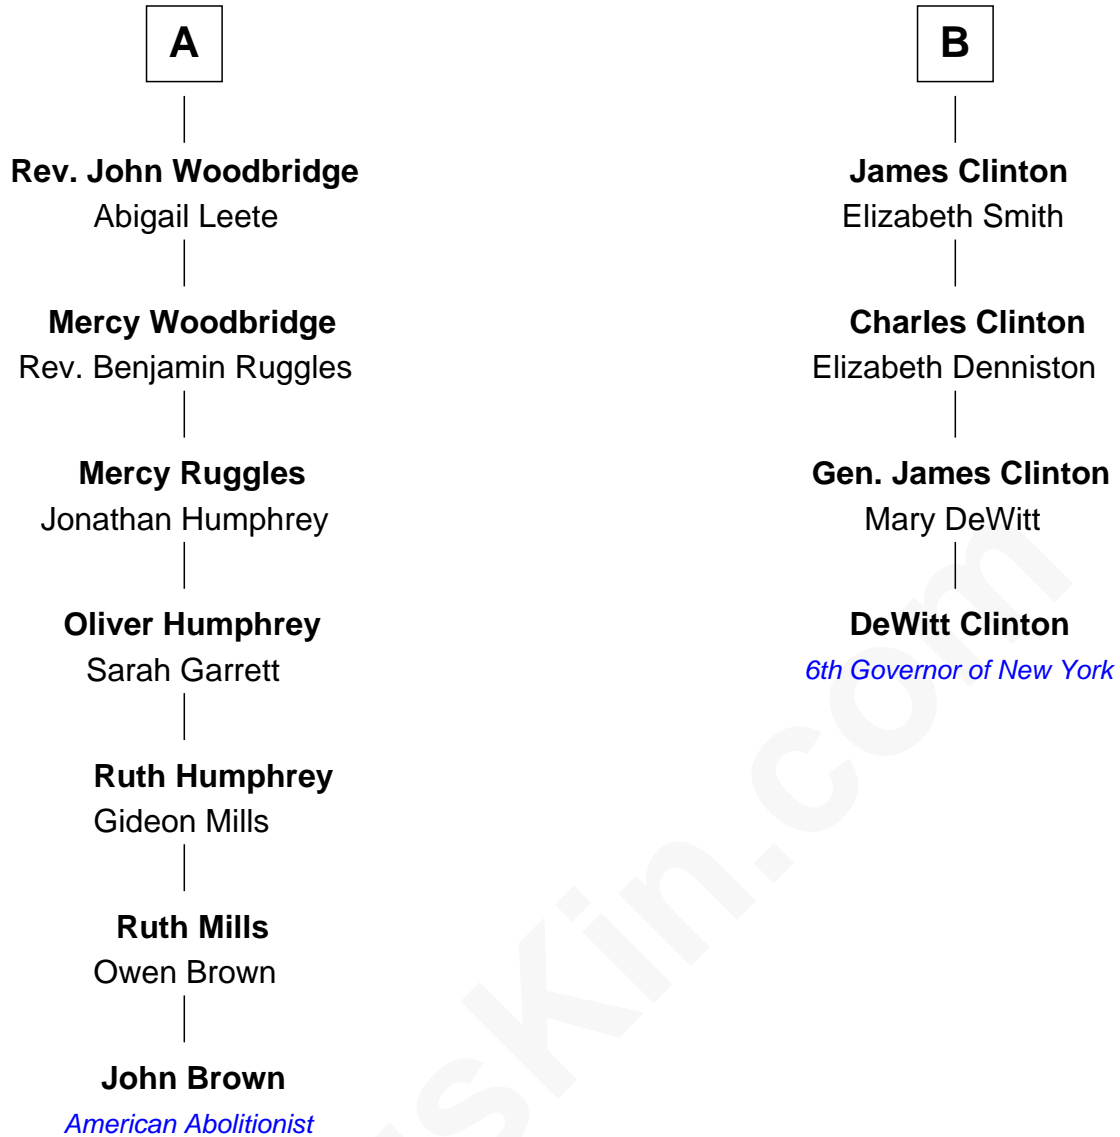 A
Rev. John Woodbridge
Abigail Leete
Mercy Woodbridge
Rev. Benjamin Ruggles
Mercy Ruggles
Jonathan Humphrey
Oliver Humphrey
Sarah Garrett
Ruth Humphrey
Gideon Mills
Ruth Mills
Owen Brown
John Brown
American Abolitionist
B
James Clinton
Elizabeth Smith
Charles Clinton
Elizabeth Denniston
Gen. James Clinton
Mary DeWitt
DeWitt Clinton
6th Governor of New York